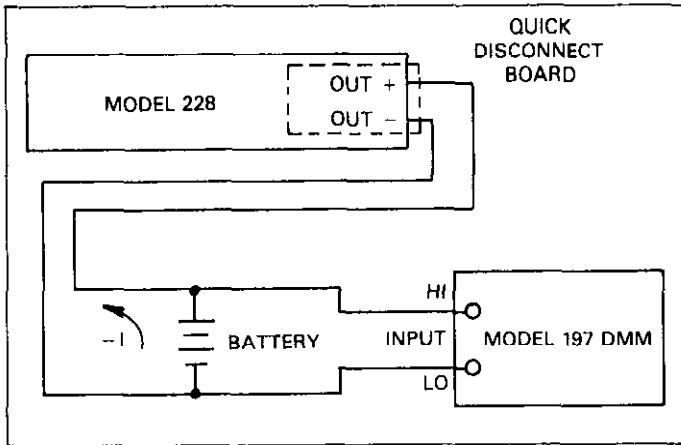 QUICK
DISCONNECT
BOARD
MODEL 228
OUT +
OUT -
-I
BATTERY
HI
INPUT
MODEL 197 DMM
LO